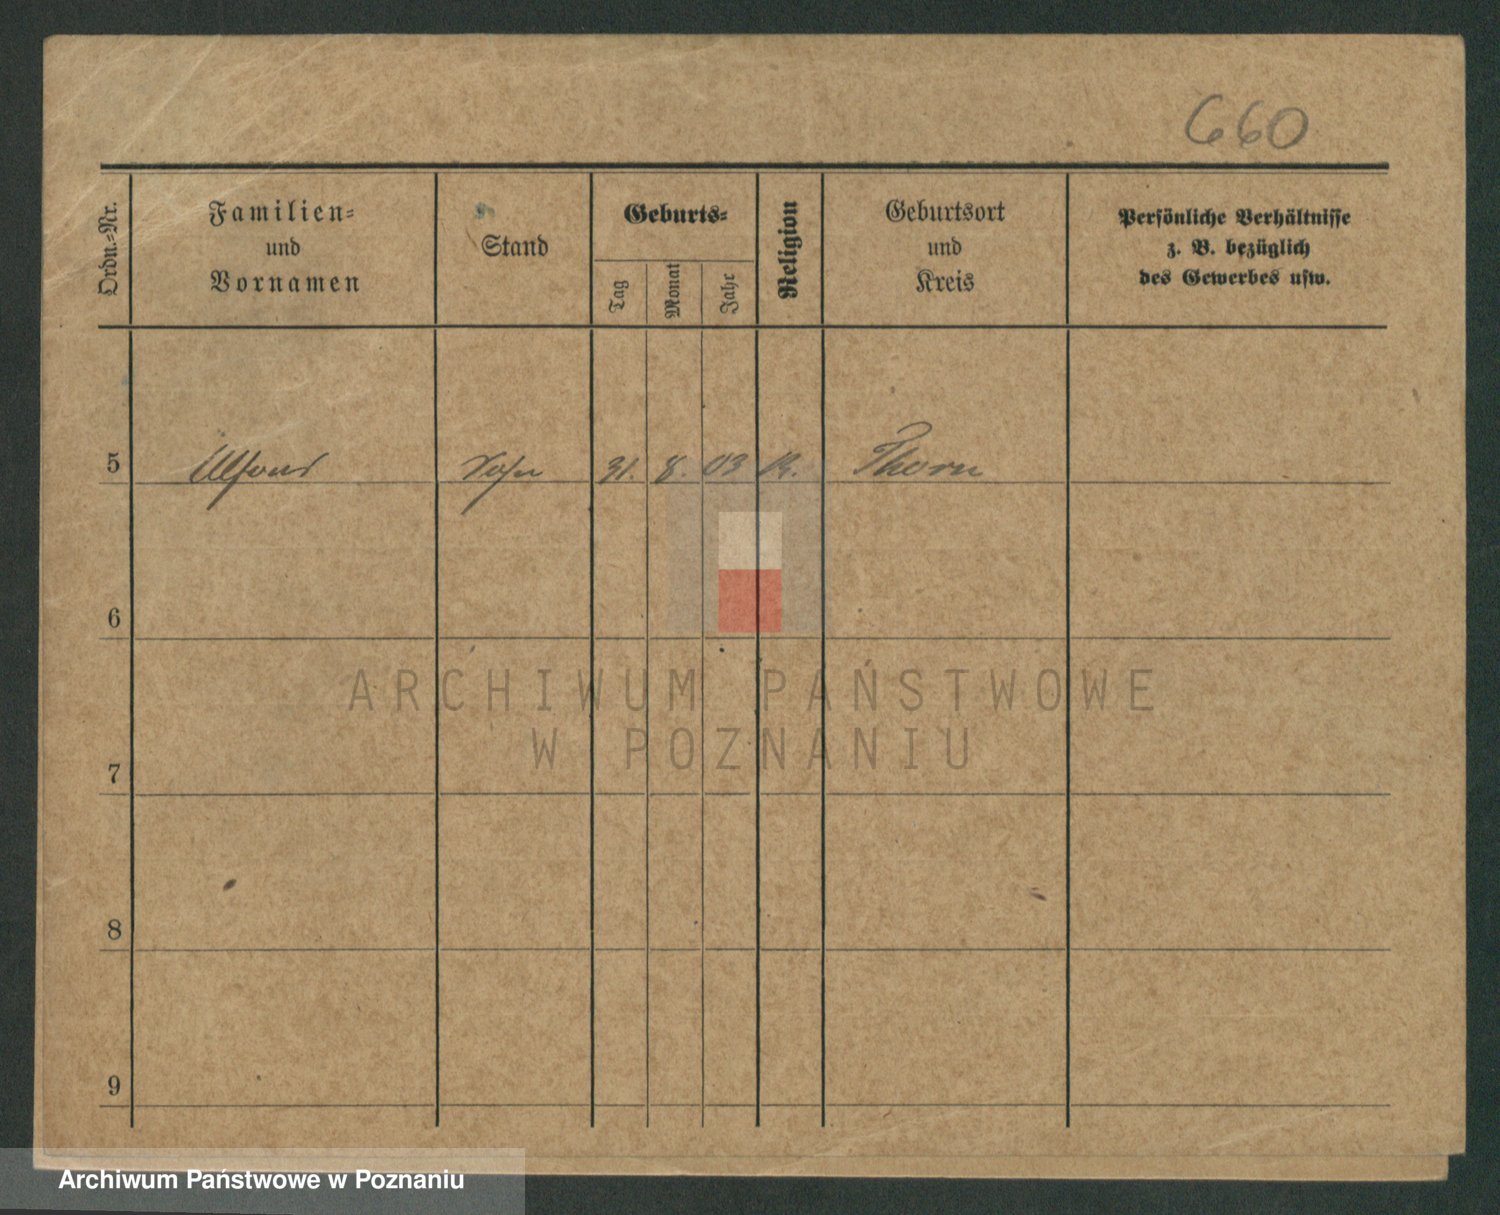 660
Ordn.-Nr.
Familien-
und
Vornamen
Stand
Geburts-
Tag
Monat
Jahr
Religion
Geburtsort
und
Kreis
Persönliche Verhältnisse
z. B. bezüglich
des Gewerbes usw.
5 Alfons Sohn 31. 8. 03 K. Thorn
6
7
8
9
ARCHIWUM PAŃSTWOWE
W POZNANIU
Archiwum Państwowe w Poznaniu